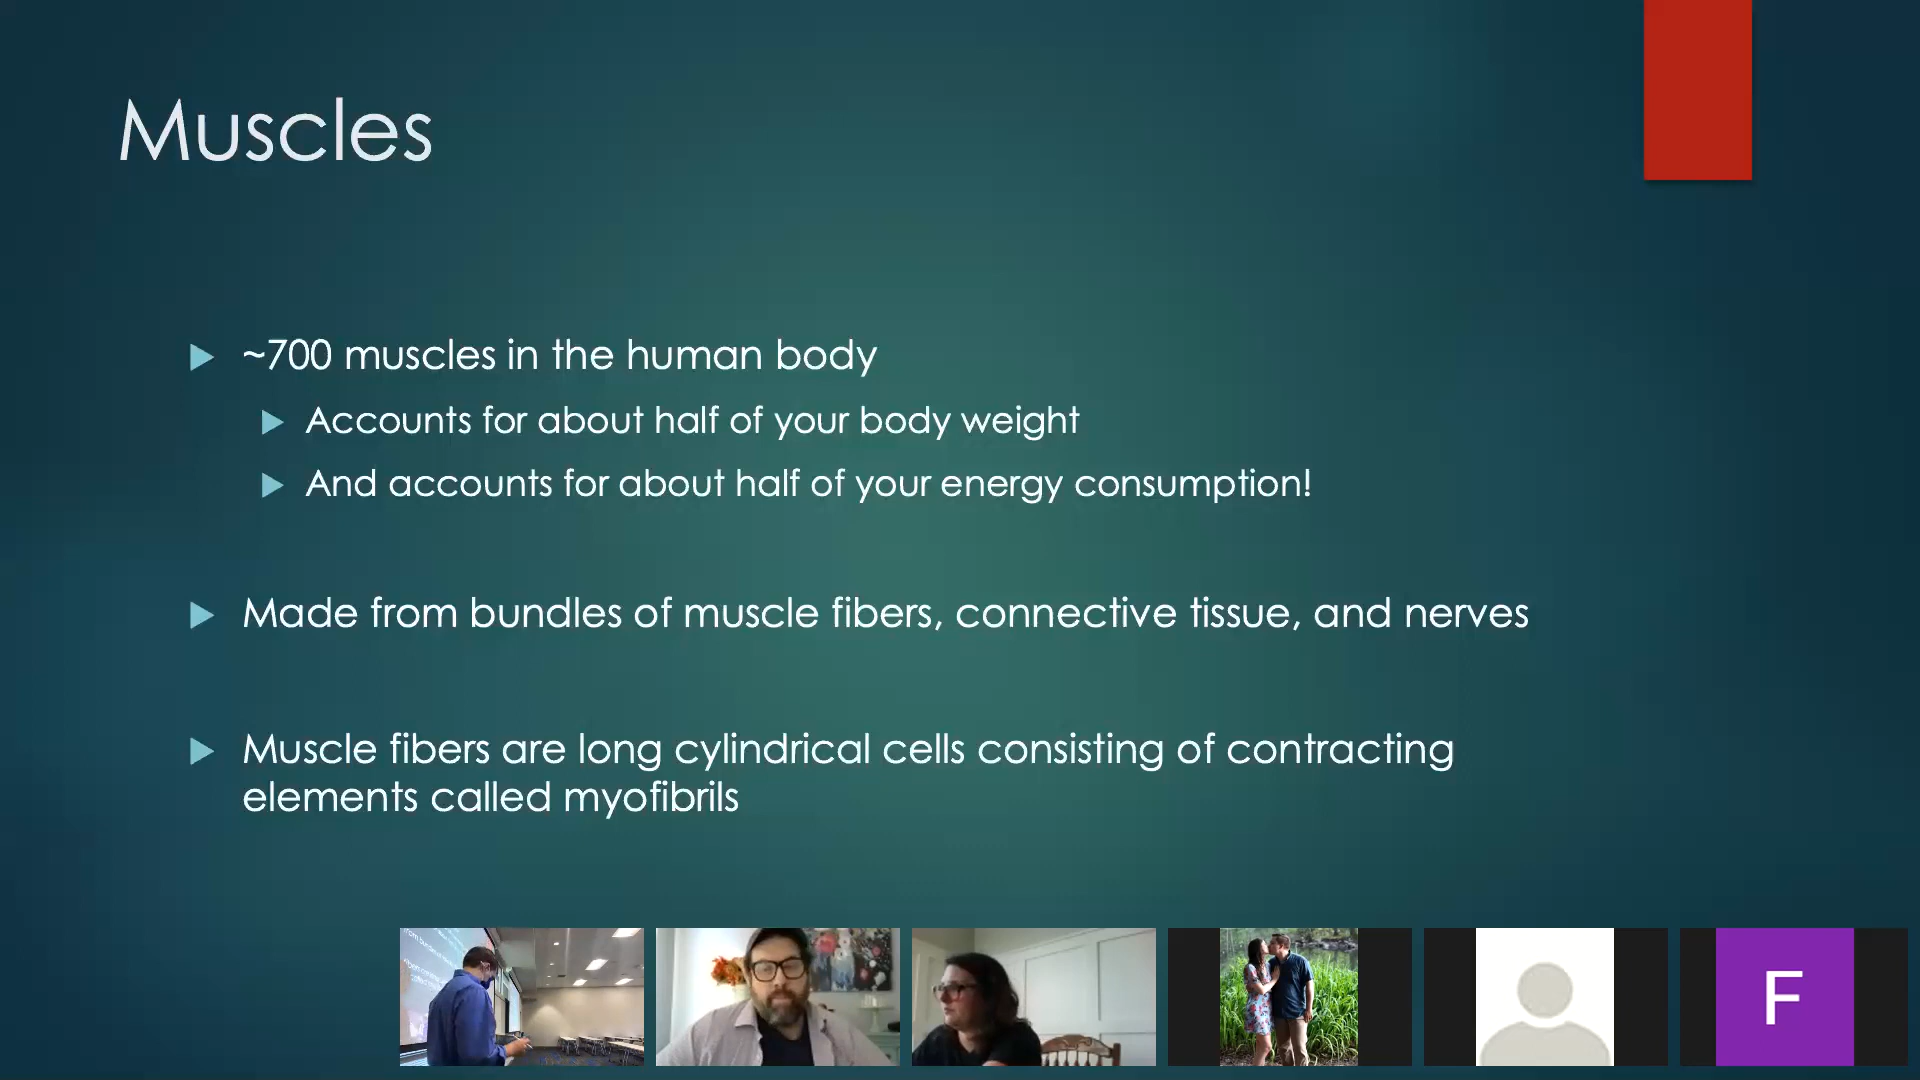 Muscles
~700 muscles in the human body
Accounts for about half of your body weight
And accounts for about half of your energy consumption!
Made from bundles of muscle fibers, connective tissue, and nerves
Muscle fibers are long cylindrical cells consisting of contracting
elements called myofibrils
F